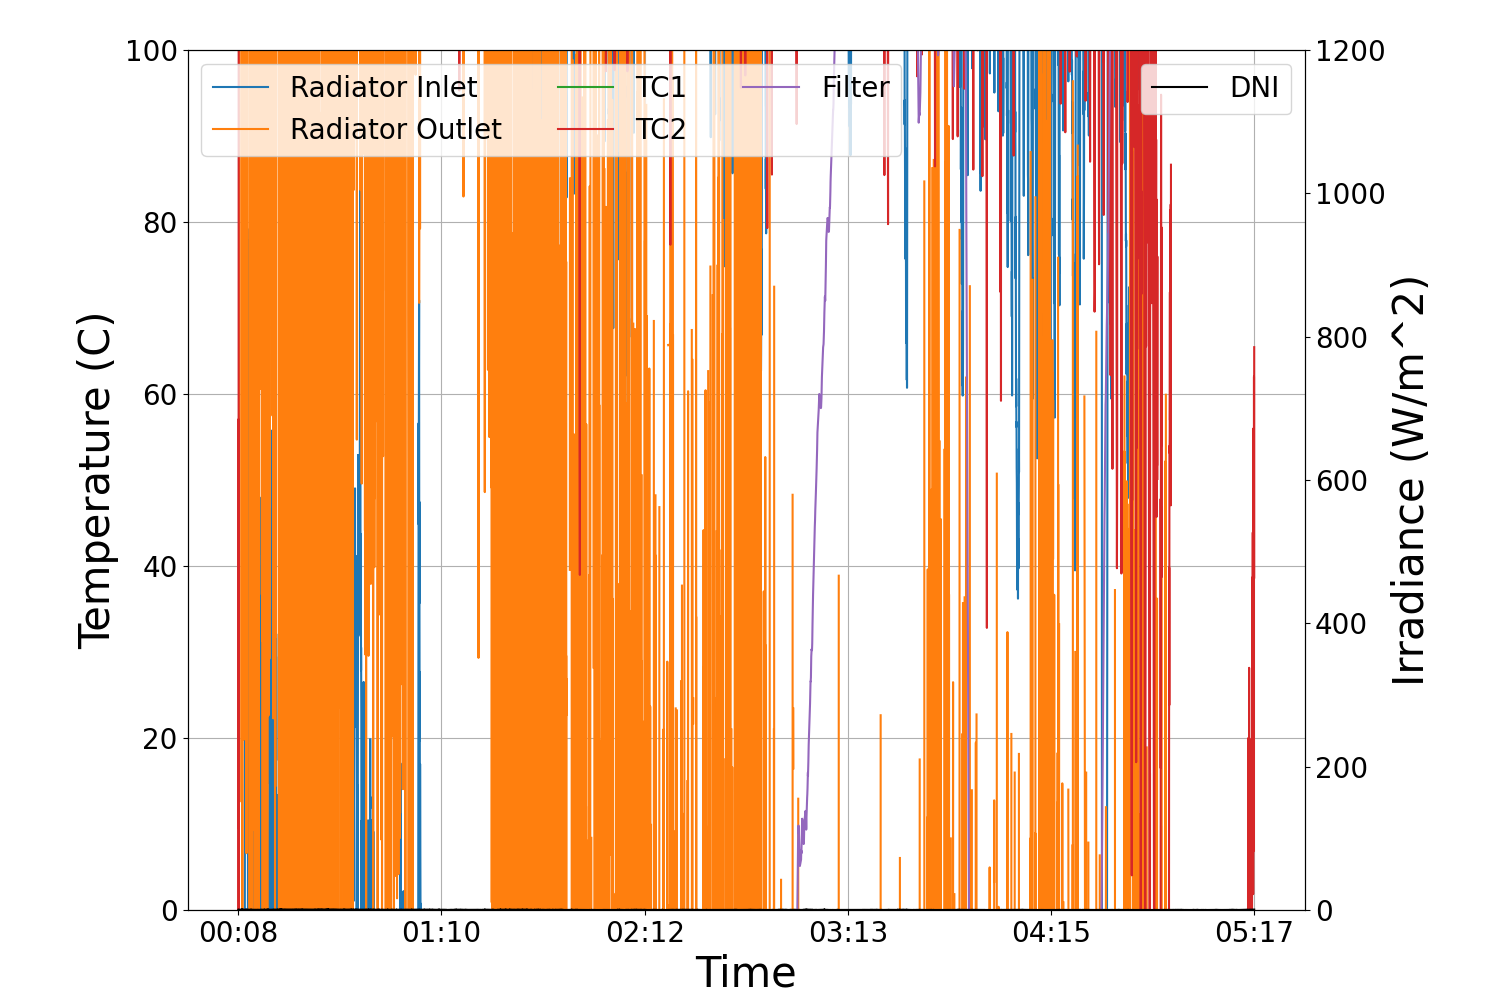 100
80
60
40
20
0
Temperature (C)
1200
1000
800
600
400
200
0
Irradiance (W/m^2)
Radiator Inlet
Radiator Outlet
TC1
TC2
Filter
DNI
00:08 01:10 02:12 03:13 04:15 05:17
Time